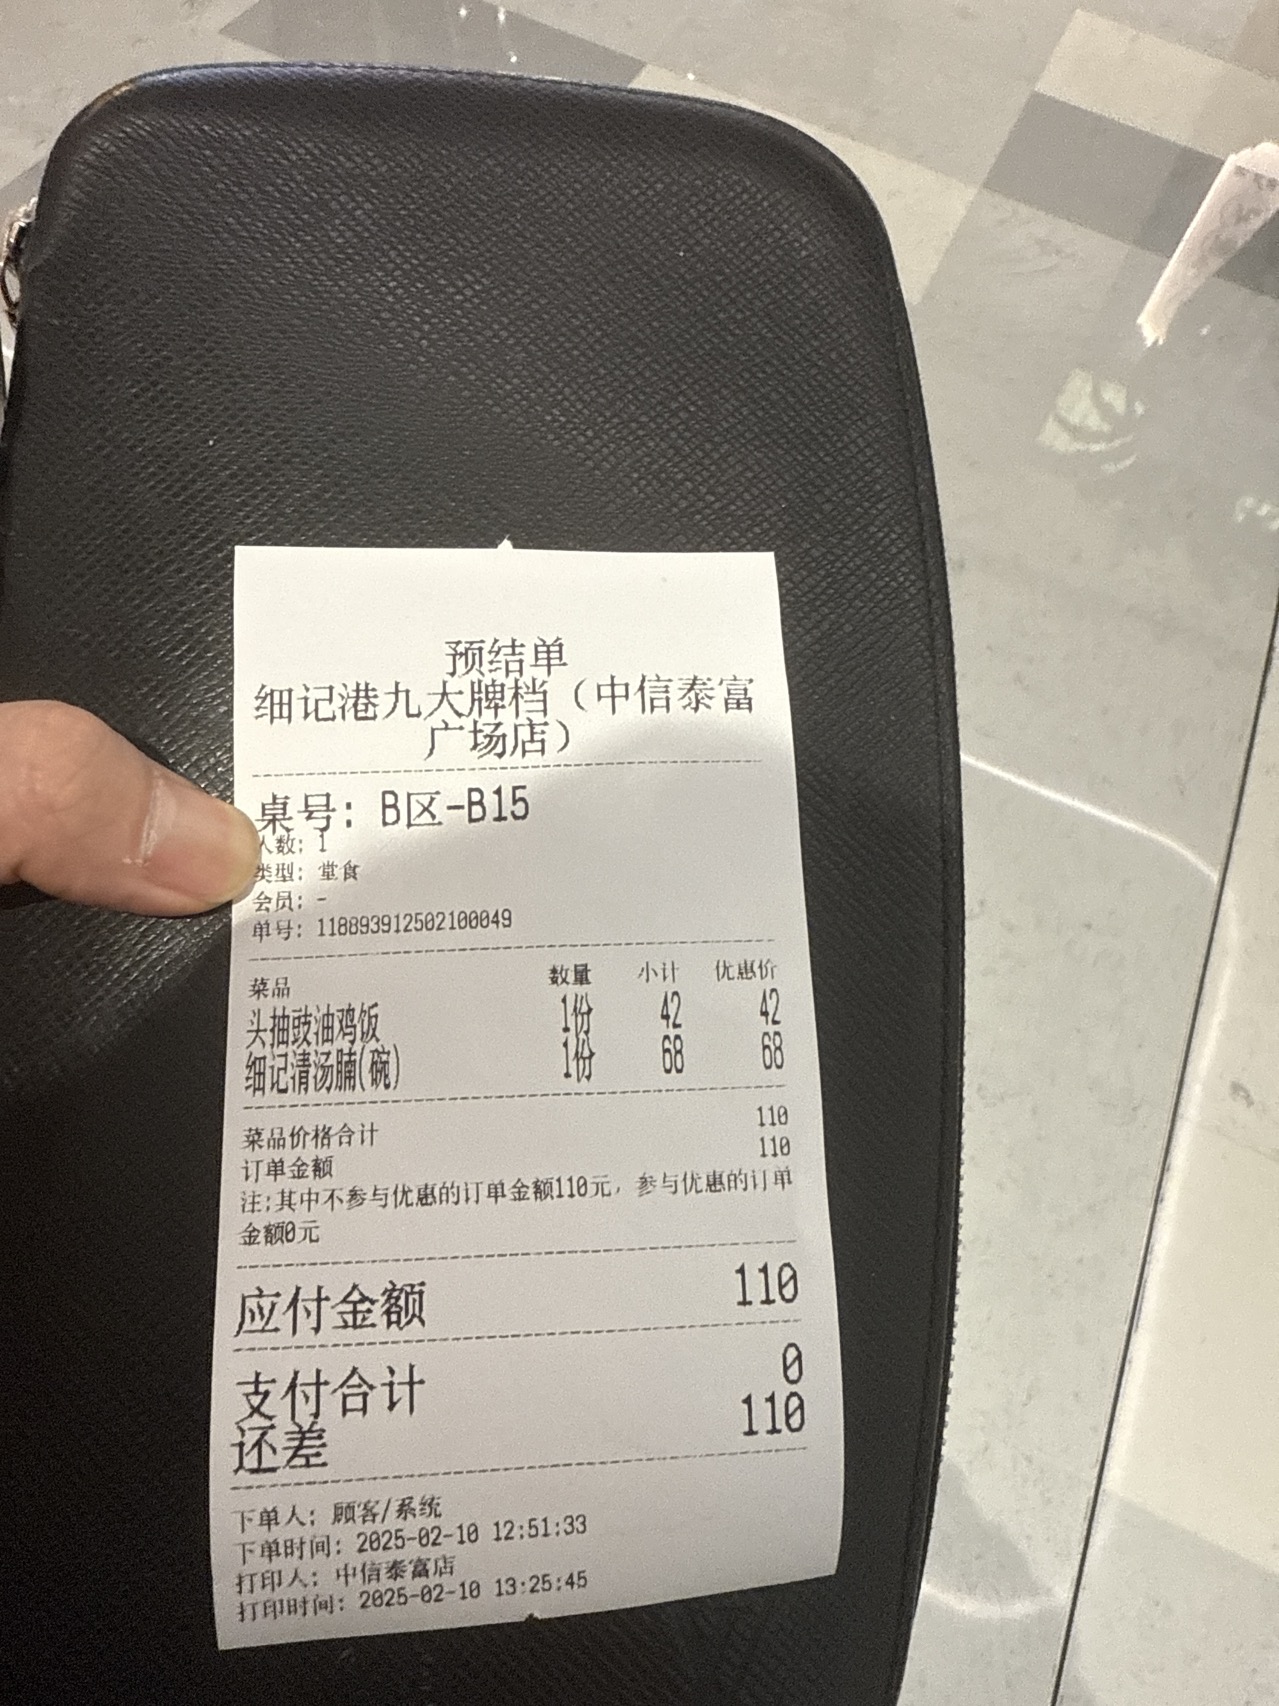 预结单
细记港九大牌档（中信泰富
广场店）
桌号: B区-B15
人数: 1
类型: 堂食
会员: -
单号: 118893912502100049
菜品 数量 小计 优惠价
头抽豉油鸡饭 1份 42 42
细记清汤腩(碗) 1份 68 68
菜品价格合计 110
订单金额 110
注:其中不参与优惠的订单金额110元, 参与优惠的订单
金额0元
应付金额 110
支付合计 0
还差 110
下单人: 顾客/系统
下单时间: 2025-02-10 12:51:33
打印人: 中信泰富店
打印时间: 2025-02-10 13:25:45